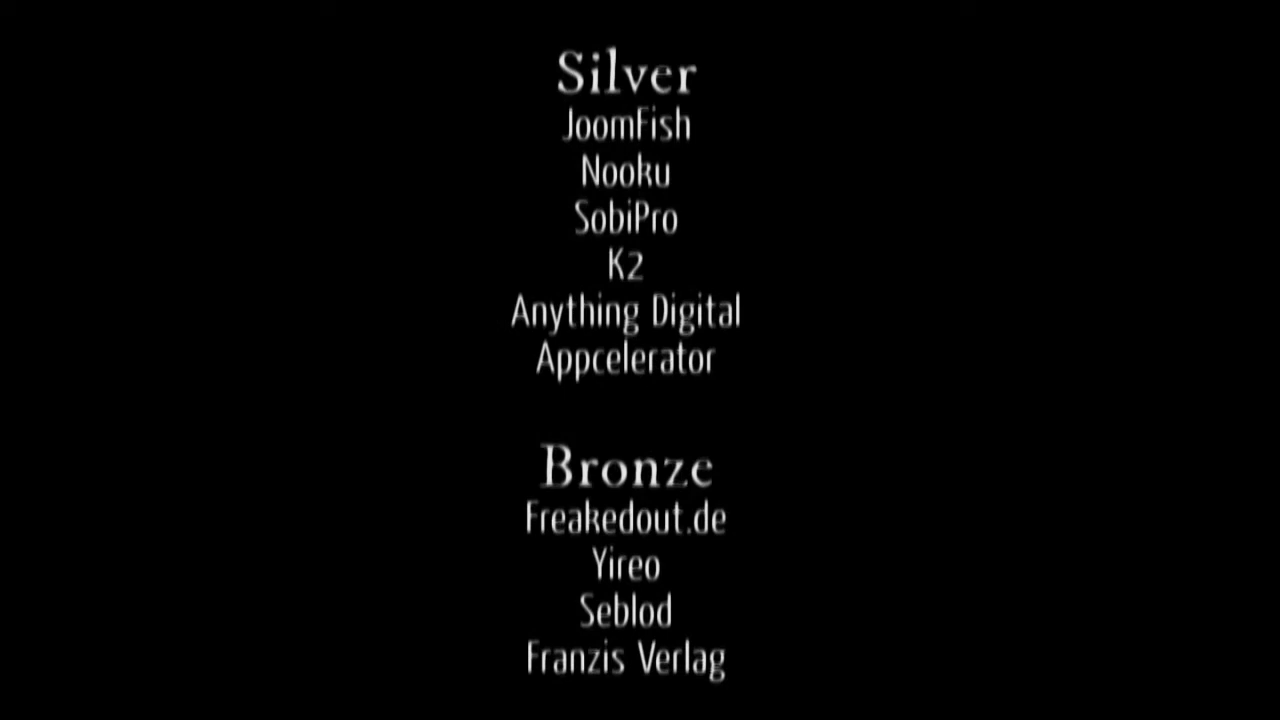 Silver
JoomFish
Nooku
SobiPro
K2
Anything Digital
Appcelerator
Bronze
Freakedout.de
Yireo
Seblod
Franzis Verlag